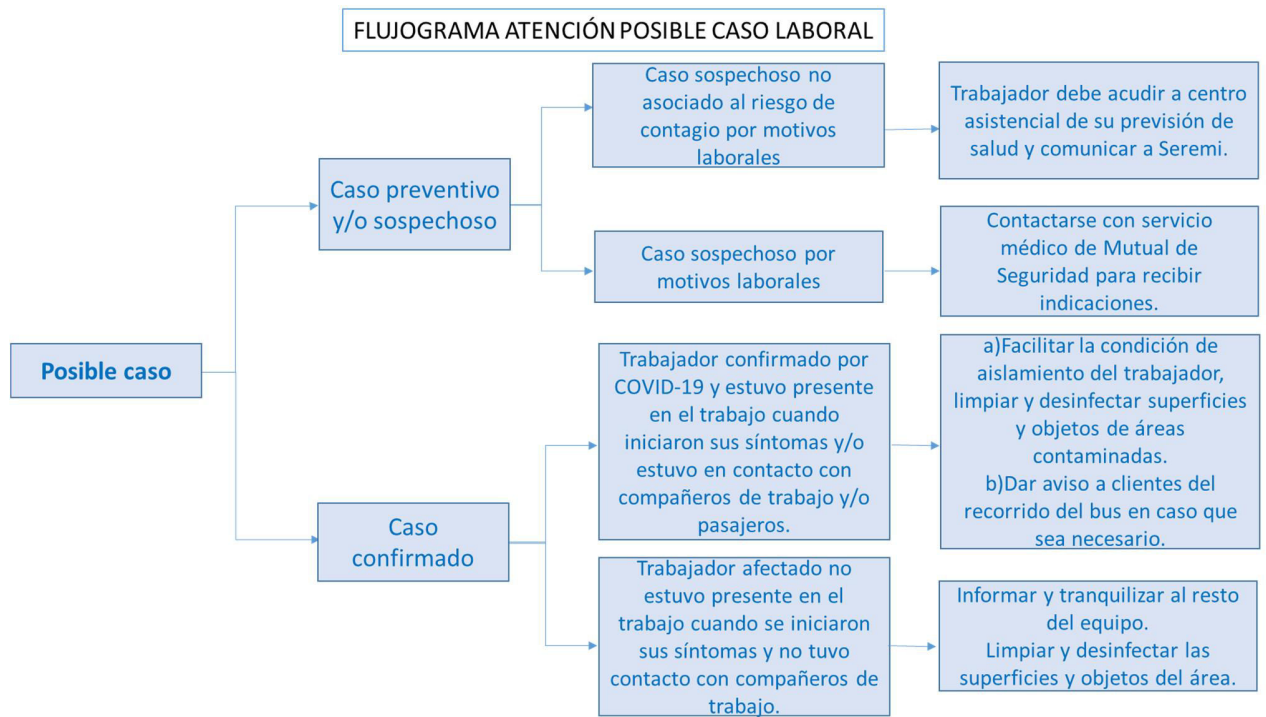 FLUJOGRAMA ATENCIÓN POSIBLE CASO LABORAL
Posible caso
Caso preventivo
y/o sospechoso
Caso sospechoso no
asociado al riesgo de
contagio por motivos
laborales
Trabajador debe acudir a centro
asistencial de su previsión de
salud y comunicar a Seremi.
Caso sospechoso por
motivos laborales
Contactarse con servicio
médico de Mutual de
Seguridad para recibir
indicaciones.
Caso
confirmado
Trabajador confirmado por
COVID-19 y estuvo presente
en el trabajo cuando
iniciaron sus síntomas y/o
estuvo en contacto con
compañeros de trabajo y/o
pasajeros.
a)Facilitar la condición de
aislamiento del trabajador,
limpiar y desinfectar superficies
y objetos de áreas
contaminadas.
b)Dar aviso a clientes del
recorrido del bus en caso que
sea necesario.
Trabajador afectado no
estuvo presente en el
trabajo cuando se iniciaron
sus síntomas y no tuvo
contacto con compañeros de
trabajo.
Informar y tranquilizar al resto
del equipo.
Limpiar y desinfectar las
superficies y objetos del área.